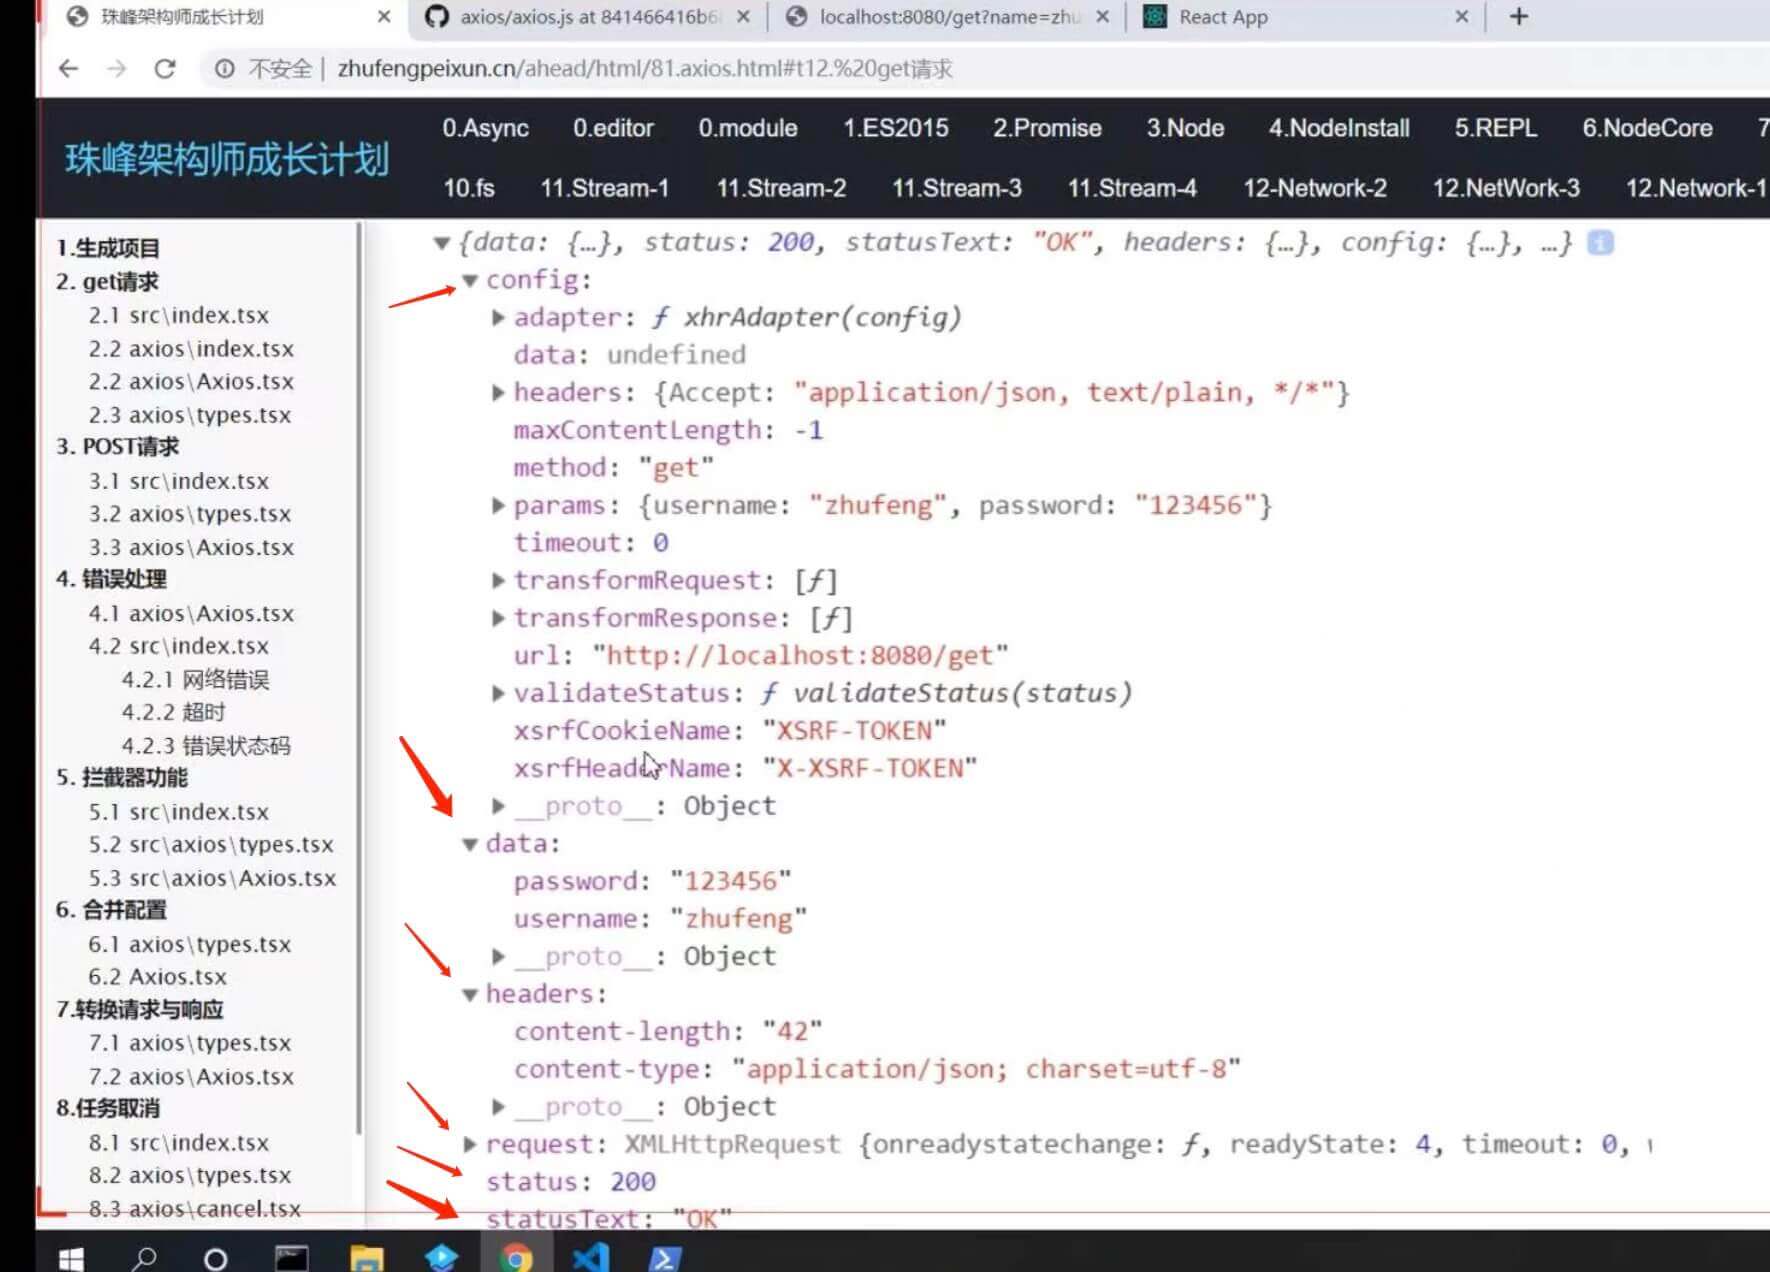 珠峰架构师成长计划
axios/axios.js at 841466416b6
localhost:8080/get?name=zhu
React App
不安全 | zhufengpeixun.cn/ahead/html/81.axios.html#t12.%20get请求
珠峰架构师成长计划
0.Async 0.editor 0.module 1.ES2015 2.Promise 3.Node 4.NodeInstall 5.REPL 6.NodeCore 7
10.fs 11.Stream-1 11.Stream-2 11.Stream-3 11.Stream-4 12-Network-2 12.NetWork-3 12.Network-1
1.生成项目
2. get请求
2.1 src\index.tsx
2.2 axios\index.tsx
2.2 axios\Axios.tsx
2.3 axios\types.tsx
3. POST请求
3.1 src\index.tsx
3.2 axios\types.tsx
3.3 axios\Axios.tsx
4. 错误处理
4.1 axios\Axios.tsx
4.2 src\index.tsx
4.2.1 网络错误
4.2.2 超时
4.2.3 错误状态码
5. 拦截器功能
5.1 src\index.tsx
5.2 src\axios\types.tsx
5.3 src\axios\Axios.tsx
6. 合并配置
6.1 axios\types.tsx
6.2 Axios.tsx
7.转换请求与响应
7.1 axios\types.tsx
7.2 axios\Axios.tsx
8.任务取消
8.1 src\index.tsx
8.2 axios\types.tsx
8.3 axios\cancel.tsx
{data: {…}, status: 200, statusText: "OK", headers: {…}, config: {…}, …}
config:
adapter: ƒ xhrAdapter(config)
data: undefined
headers: {Accept: "application/json, text/plain, */*"}
maxContentLength: -1
method: "get"
params: {username: "zhufeng", password: "123456"}
timeout: 0
transformRequest: [ƒ]
transformResponse: [ƒ]
url: "http://localhost:8080/get"
validateStatus: ƒ validateStatus(status)
xsrfCookieName: "XSRF-TOKEN"
xsrfHeaderName: "X-XSRF-TOKEN"
__proto__: Object
data:
password: "123456"
username: "zhufeng"
__proto__: Object
headers:
content-length: "42"
content-type: "application/json; charset=utf-8"
__proto__: Object
request: XMLHttpRequest {onreadystatechange: ƒ, readyState: 4, timeout: 0,
status: 200
statusText: "OK"